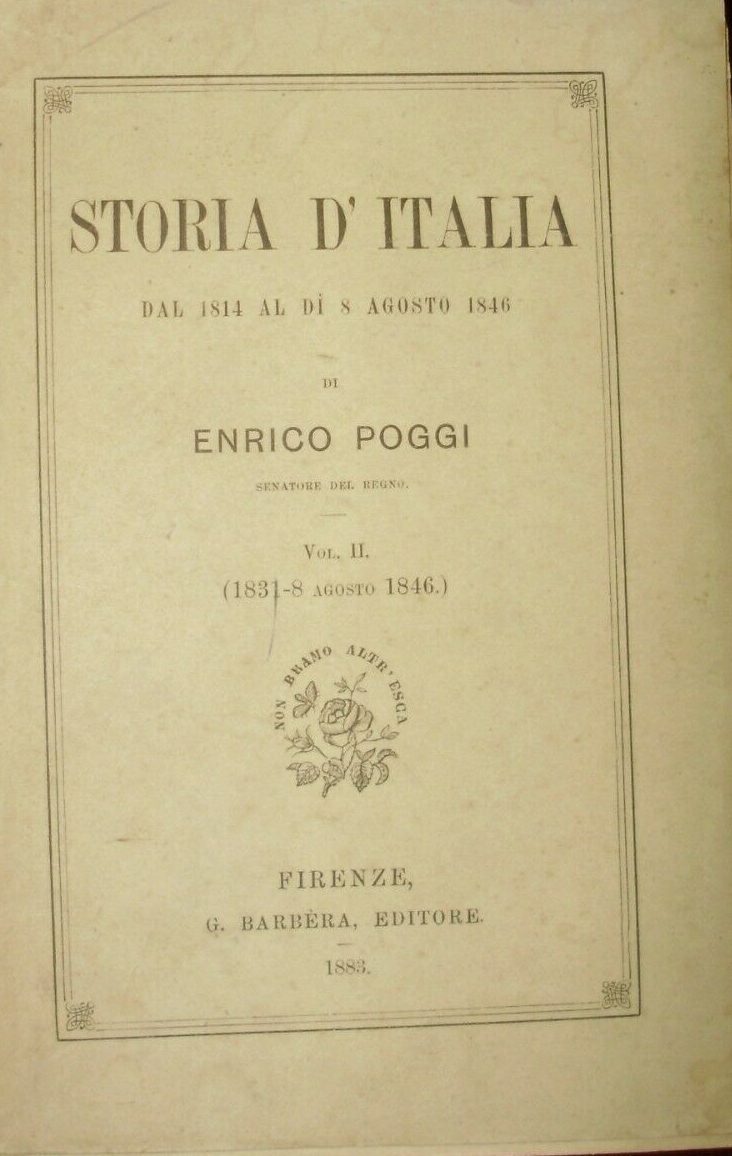 STORIA D' ITALIA
DAL 1814 AL DÌ 8 AGOSTO 1846
DI
ENRICO POGGI
SENATORE DEL REGNO.
VOL. II.
(1831-8 AGOSTO 1846.)
NON BRAMO ALTR' ESCA
FIRENZE,
G. BARBÈRA, EDITORE.
1883.